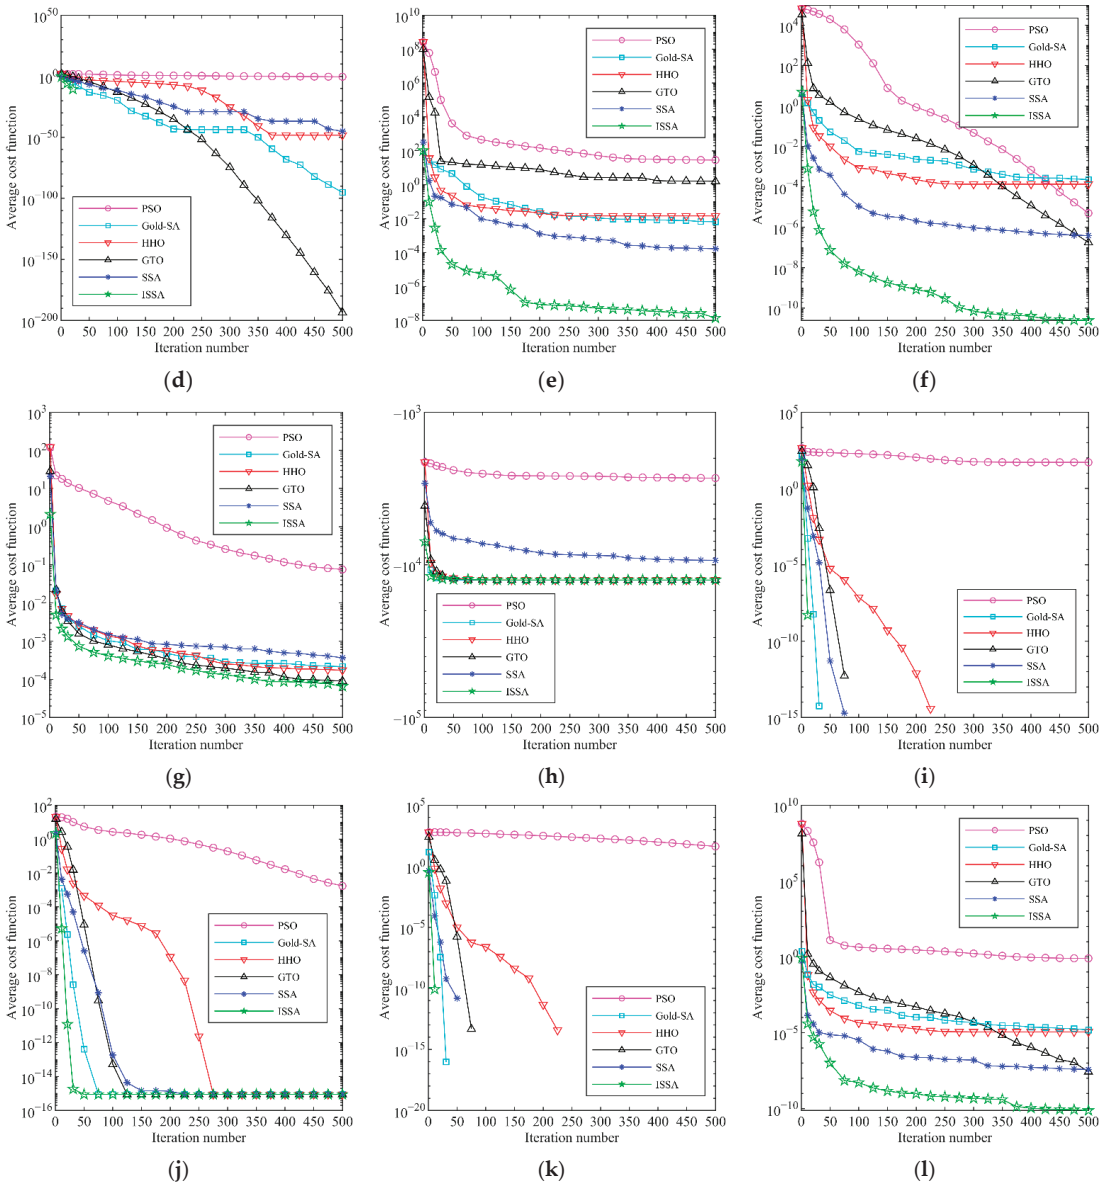 Average cost function
10^50
10^0
10^-50
10^-100
10^-150
10^-200
PSO
Gold-SA
HHO
GTO
SSA
ISSA
0 50 100 150 200 250 300 350 400 450 500
Iteration number
(d)
Average cost function
10^10
10^8
10^6
10^4
10^2
10^0
10^-2
10^-4
10^-6
10^-8
PSO
Gold-SA
HHO
GTO
SSA
ISSA
0 50 100 150 200 250 300 350 400 450 500
Iteration number
(e)
Average cost function
10^4
10^2
10^0
10^-2
10^-4
10^-6
10^-8
10^-10
PSO
Gold-SA
HHO
GTO
SSA
ISSA
0 50 100 150 200 250 300 350 400 450 500
Iteration number
(f)
Average cost function
10^3
10^2
10^1
10^0
10^-1
10^-2
10^-3
10^-4
10^-5
PSO
Gold-SA
HHO
GTO
SSA
ISSA
0 50 100 150 200 250 300 350 400 450 500
Iteration number
(g)
Average cost function
-10^3
-10^4
-10^5
PSO
Gold-SA
HHO
GTO
SSA
ISSA
0 50 100 150 200 250 300 350 400 450 500
Iteration number
(h)
Average cost function
10^5
10^0
10^-5
10^-10
10^-15
PSO
Gold-SA
HHO
GTO
SSA
ISSA
0 50 100 150 200 250 300 350 400 450 500
Iteration number
(i)
Average cost function
10^2
10^0
10^-2
10^-4
10^-6
10^-8
10^-10
10^-12
10^-14
10^-16
PSO
Gold-SA
HHO
GTO
SSA
ISSA
0 50 100 150 200 250 300 350 400 450 500
Iteration number
(j)
Average cost function
10^5
10^0
10^-5
10^-10
10^-15
10^-20
PSO
Gold-SA
HHO
GTO
SSA
ISSA
0 50 100 150 200 250 300 350 400 450 500
Iteration number
(k)
Average cost function
10^10
10^5
10^0
10^-5
10^-10
PSO
Gold-SA
HHO
GTO
SSA
ISSA
0 50 100 150 200 250 300 350 400 450 500
Iteration number
(l)